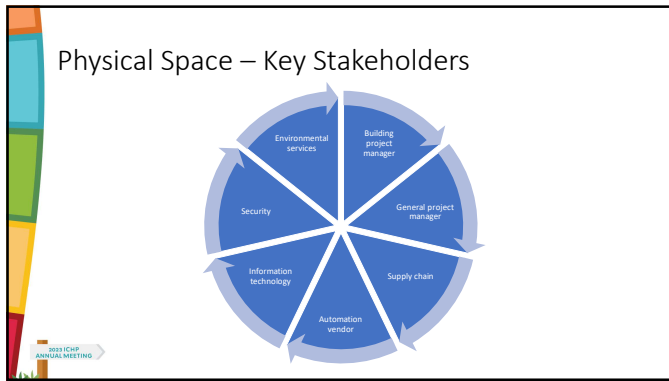 Physical Space – Key Stakeholders
Environmental
services
Building
project
manager
General project
manager
Supply chain
Automation
vendor
Information
technology
Security
2023 ICHP
ANNUAL MEETING